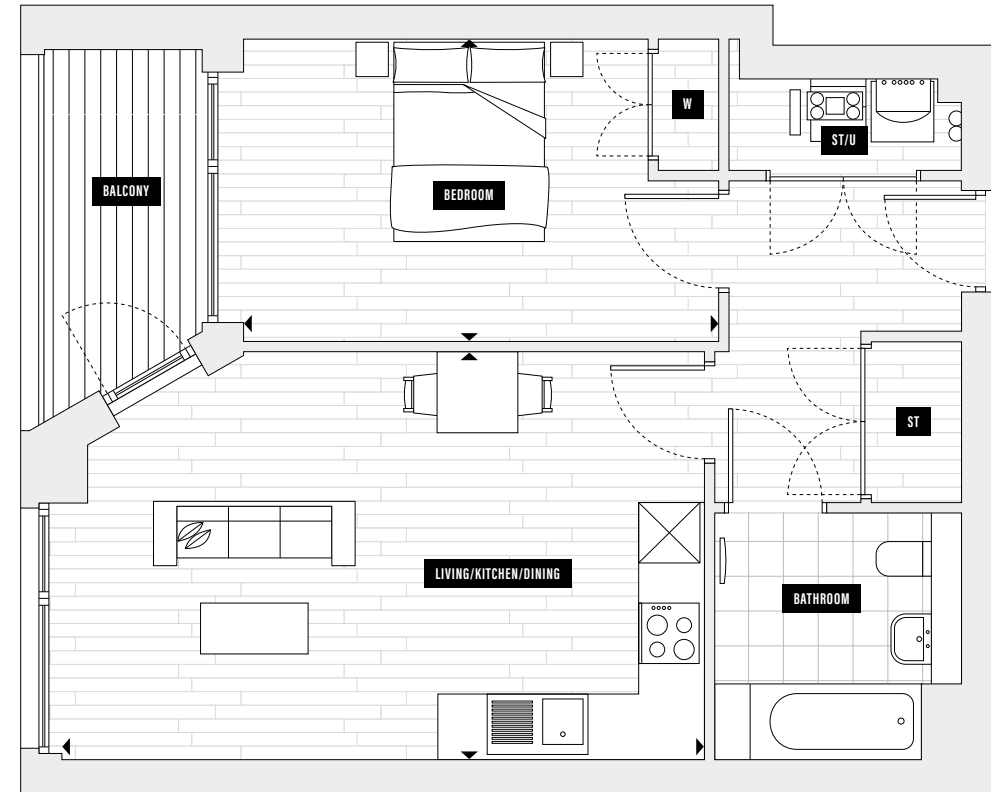 W
ST/U
BALCONY
BEDROOM
ST
LIVING/KITCHEN/DINING
BATHROOM